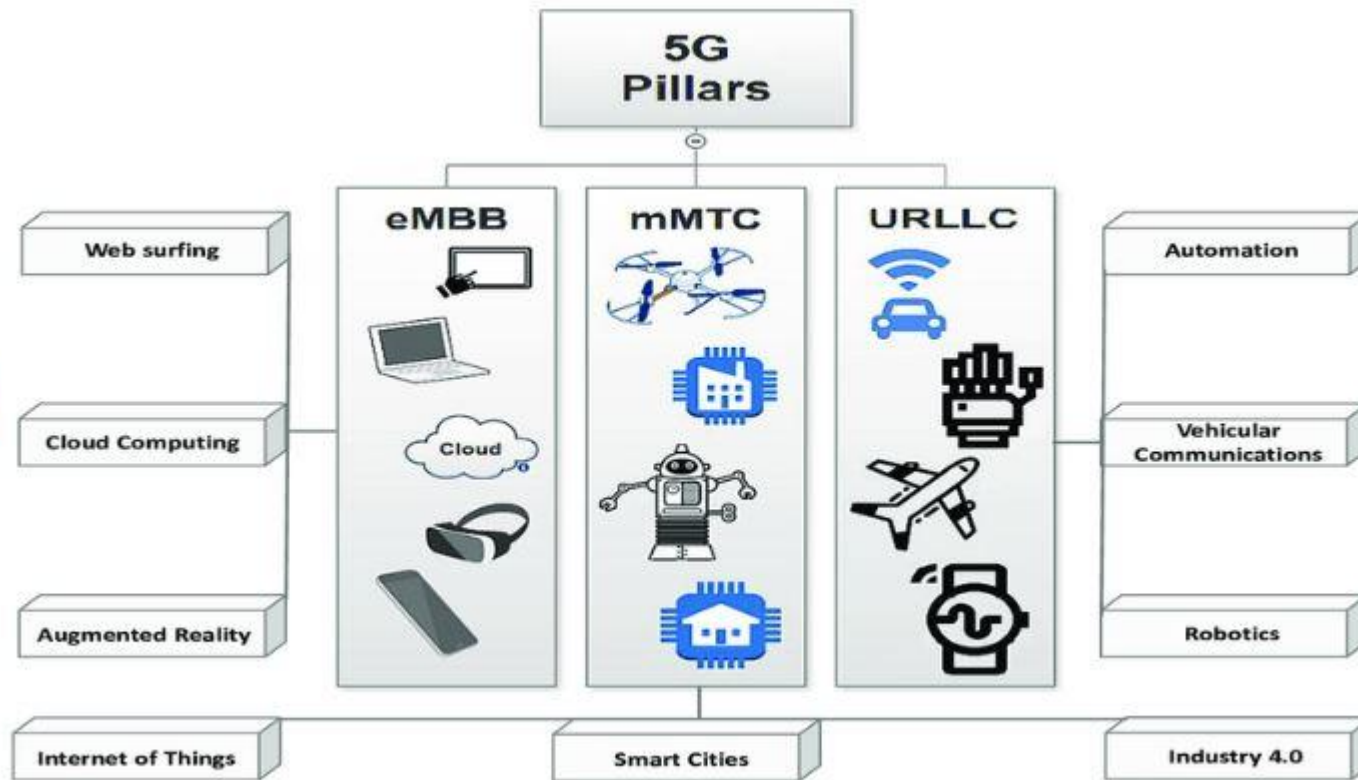 5G
Pillars
eMBB
mMTC
URLLC
Web surfing
Automation
Cloud Computing
Cloud
Vehicular
Communications
Augmented Reality
Robotics
Internet of Things
Smart Cities
Industry 4.0